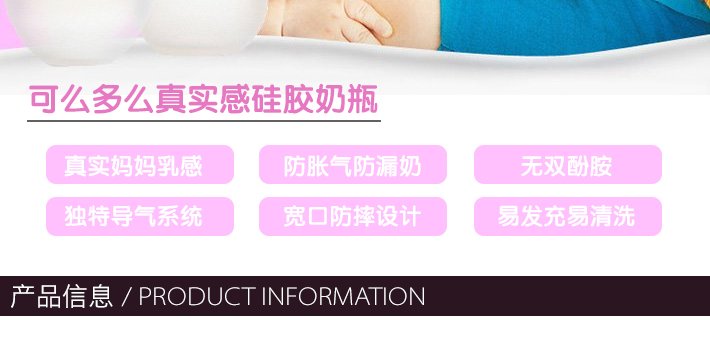 可么多么真实感硅胶奶瓶
真实妈妈乳感 防胀气防漏奶 无双酚胺
独特导气系统 宽口防摔设计 易发充易清洗
产品信息 / PRODUCT INFORMATION